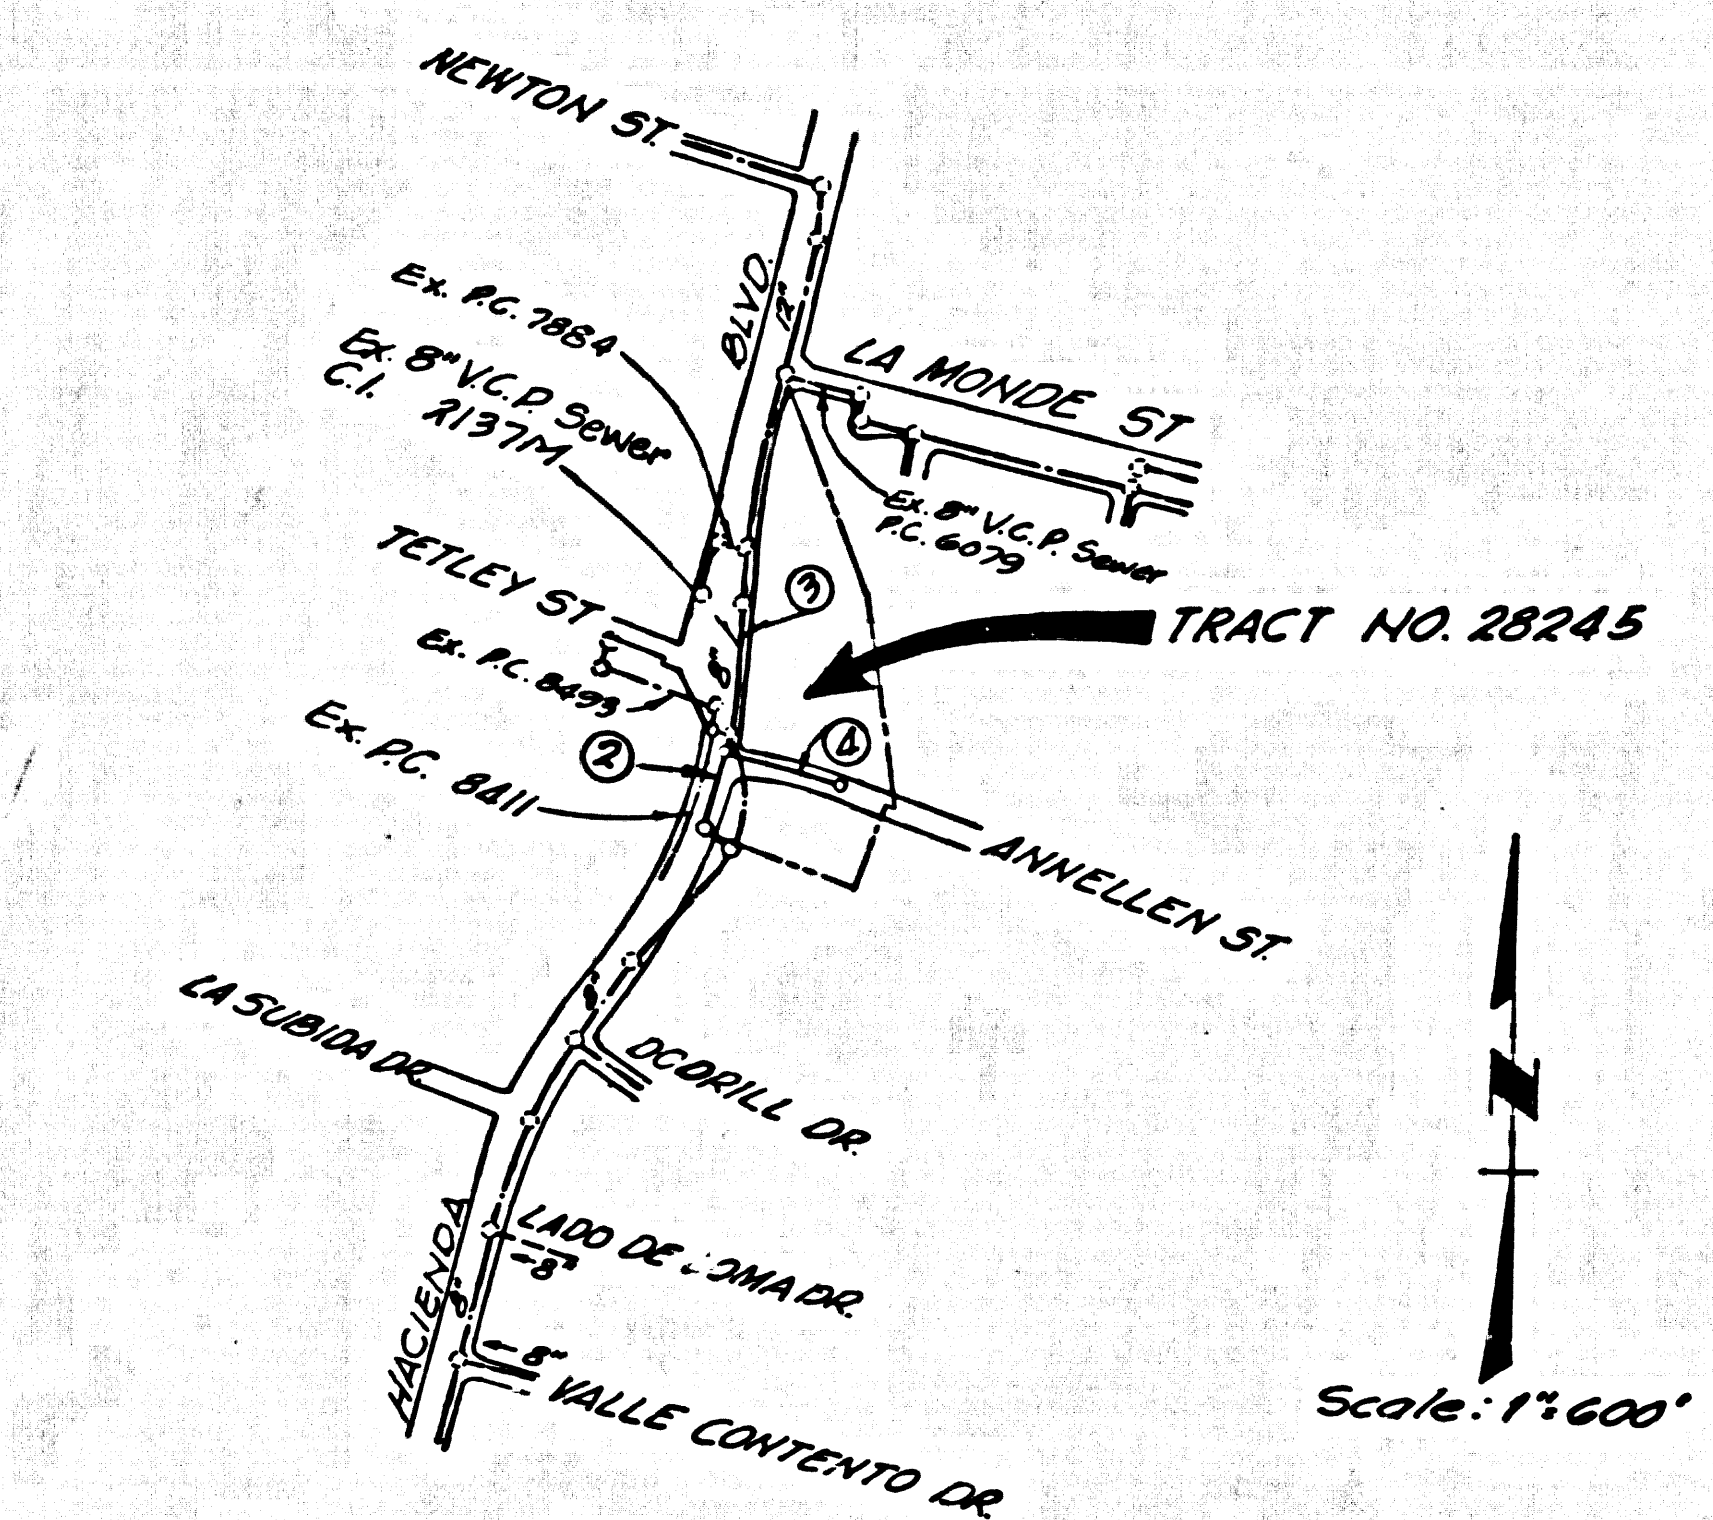 NEWTON ST.
BLVD.
12"
Ex. P.C. 7884
Ex. 8" V.C.P. Sewer
C.I. 2137M
LA MONDE ST
Ex. 8" V.C.P. Sewer
P.C. 6079
TETLEY ST
3
TRACT NO. 28245
Ex. P.C. 8493
8"
Ex. P.C. 8411
2
4
ANNELLEN ST.
LA SUBIDA DR.
8"
DR.
LADO DE
DR.
8"
HACIENDA
8"
8"
VALLE CONTENTO DR.
N
Scale: 1"=600'